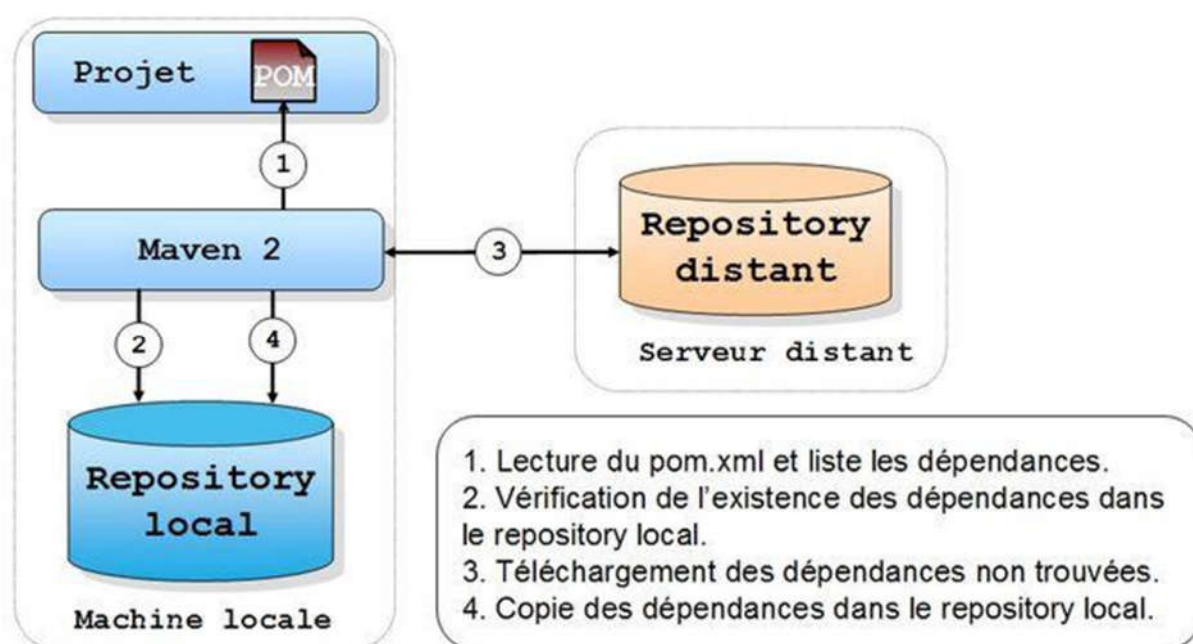 Projet
POM
1
Maven 2
3
Repository
distant
Serveur distant
2
4
Repository
local
Machine locale
1. Lecture du pom.xml et liste les dépendances.
2. Vérification de l'existence des dépendances dans
le repository local.
3. Téléchargement des dépendances non trouvées.
4. Copie des dépendances dans le repository local.